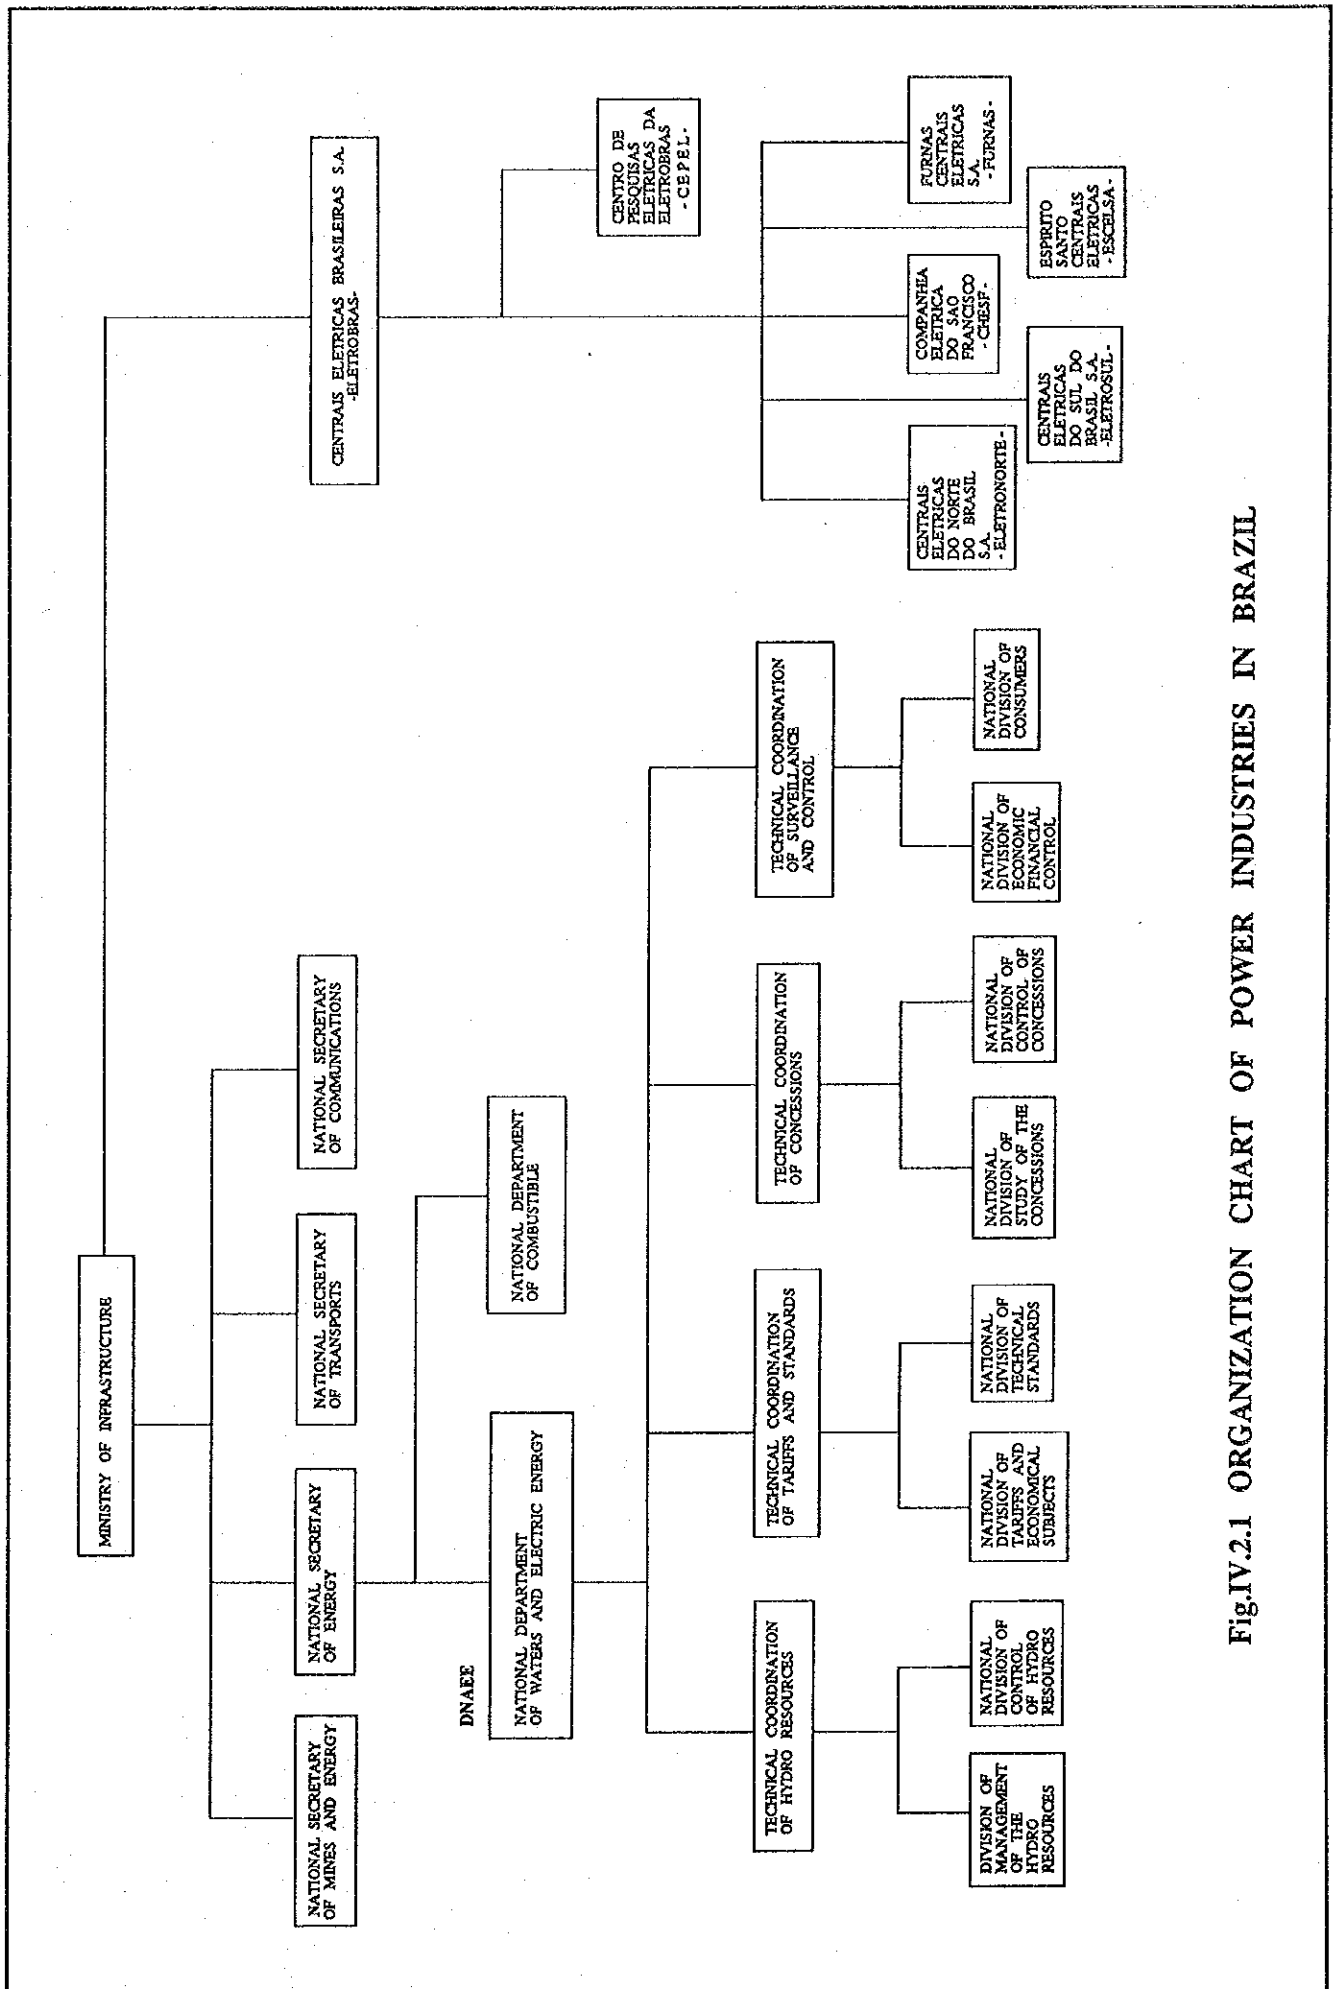 MINISTRY OF INFRASTRUCTURE
CENTRAIS ELETRICAS BRASILEIRAS S.A.
-ELETROBRAS-
NATIONAL SECRETARY
OF MINES AND ENERGY
NATIONAL SECRETARY
OF ENERGY
NATIONAL SECRETARY
OF TRANSPORTS
NATIONAL SECRETARY
OF COMMUNICATIONS
DNAEE
NATIONAL DEPARTMENT
OF WATERS AND ELECTRIC ENERGY
NATIONAL DEPARTMENT
OF COMBUSTIBLE
CENTRO DE
PESQUISAS
ELETRICAS DA
ELETROBRAS
- CEPEL -
TECHNICAL COORDINATION
OF HYDRO RESOURCES
TECHNICAL COORDINATION
OF TARIFFS AND STANDARDS
TECHNICAL COORDINATION
OF CONCESSIONS
TECHNICAL COORDINATION
OF SURVEILLANCE
AND CONTROL
DIVISION OF
MANAGEMENT
OF THE
HYDRO
RESOURCES
NATIONAL
DIVISION OF
CONTROL
OF HYDRO
RESOURCES
NATIONAL
DIVISION OF
TARIFFS AND
ECONOMICAL
SUBJECTS
NATIONAL
DIVISION OF
TECHNICAL
STANDARDS
NATIONAL
DIVISION OF
STUDY OF THE
CONCESSIONS
NATIONAL
DIVISION OF
CONTROL OF
CONCESSIONS
NATIONAL
DIVISION OF
ECONOMIC
FINANCIAL
CONTROL
NATIONAL
DIVISION OF
CONSUMERS
CENTRAIS
ELETRICAS
DO NORTE
DO BRASIL
S.A.
- ELETRONORTE -
CENTRAIS
ELETRICAS
DO SUL DO
BRASIL S.A.
-ELETROSUL -
COMPANHIA
ELETRICA
DO SAO
FRANCISCO
- CHESF -
ESPIRITO
SANTO
CENTRAIS
ELETRICAS
- ESCELSA -
FURNAS
CENTRAIS
ELETRICAS
S.A.
- FURNAS -
Fig.IV.2.1 ORGANIZATION CHART OF POWER INDUSTRIES IN BRAZIL